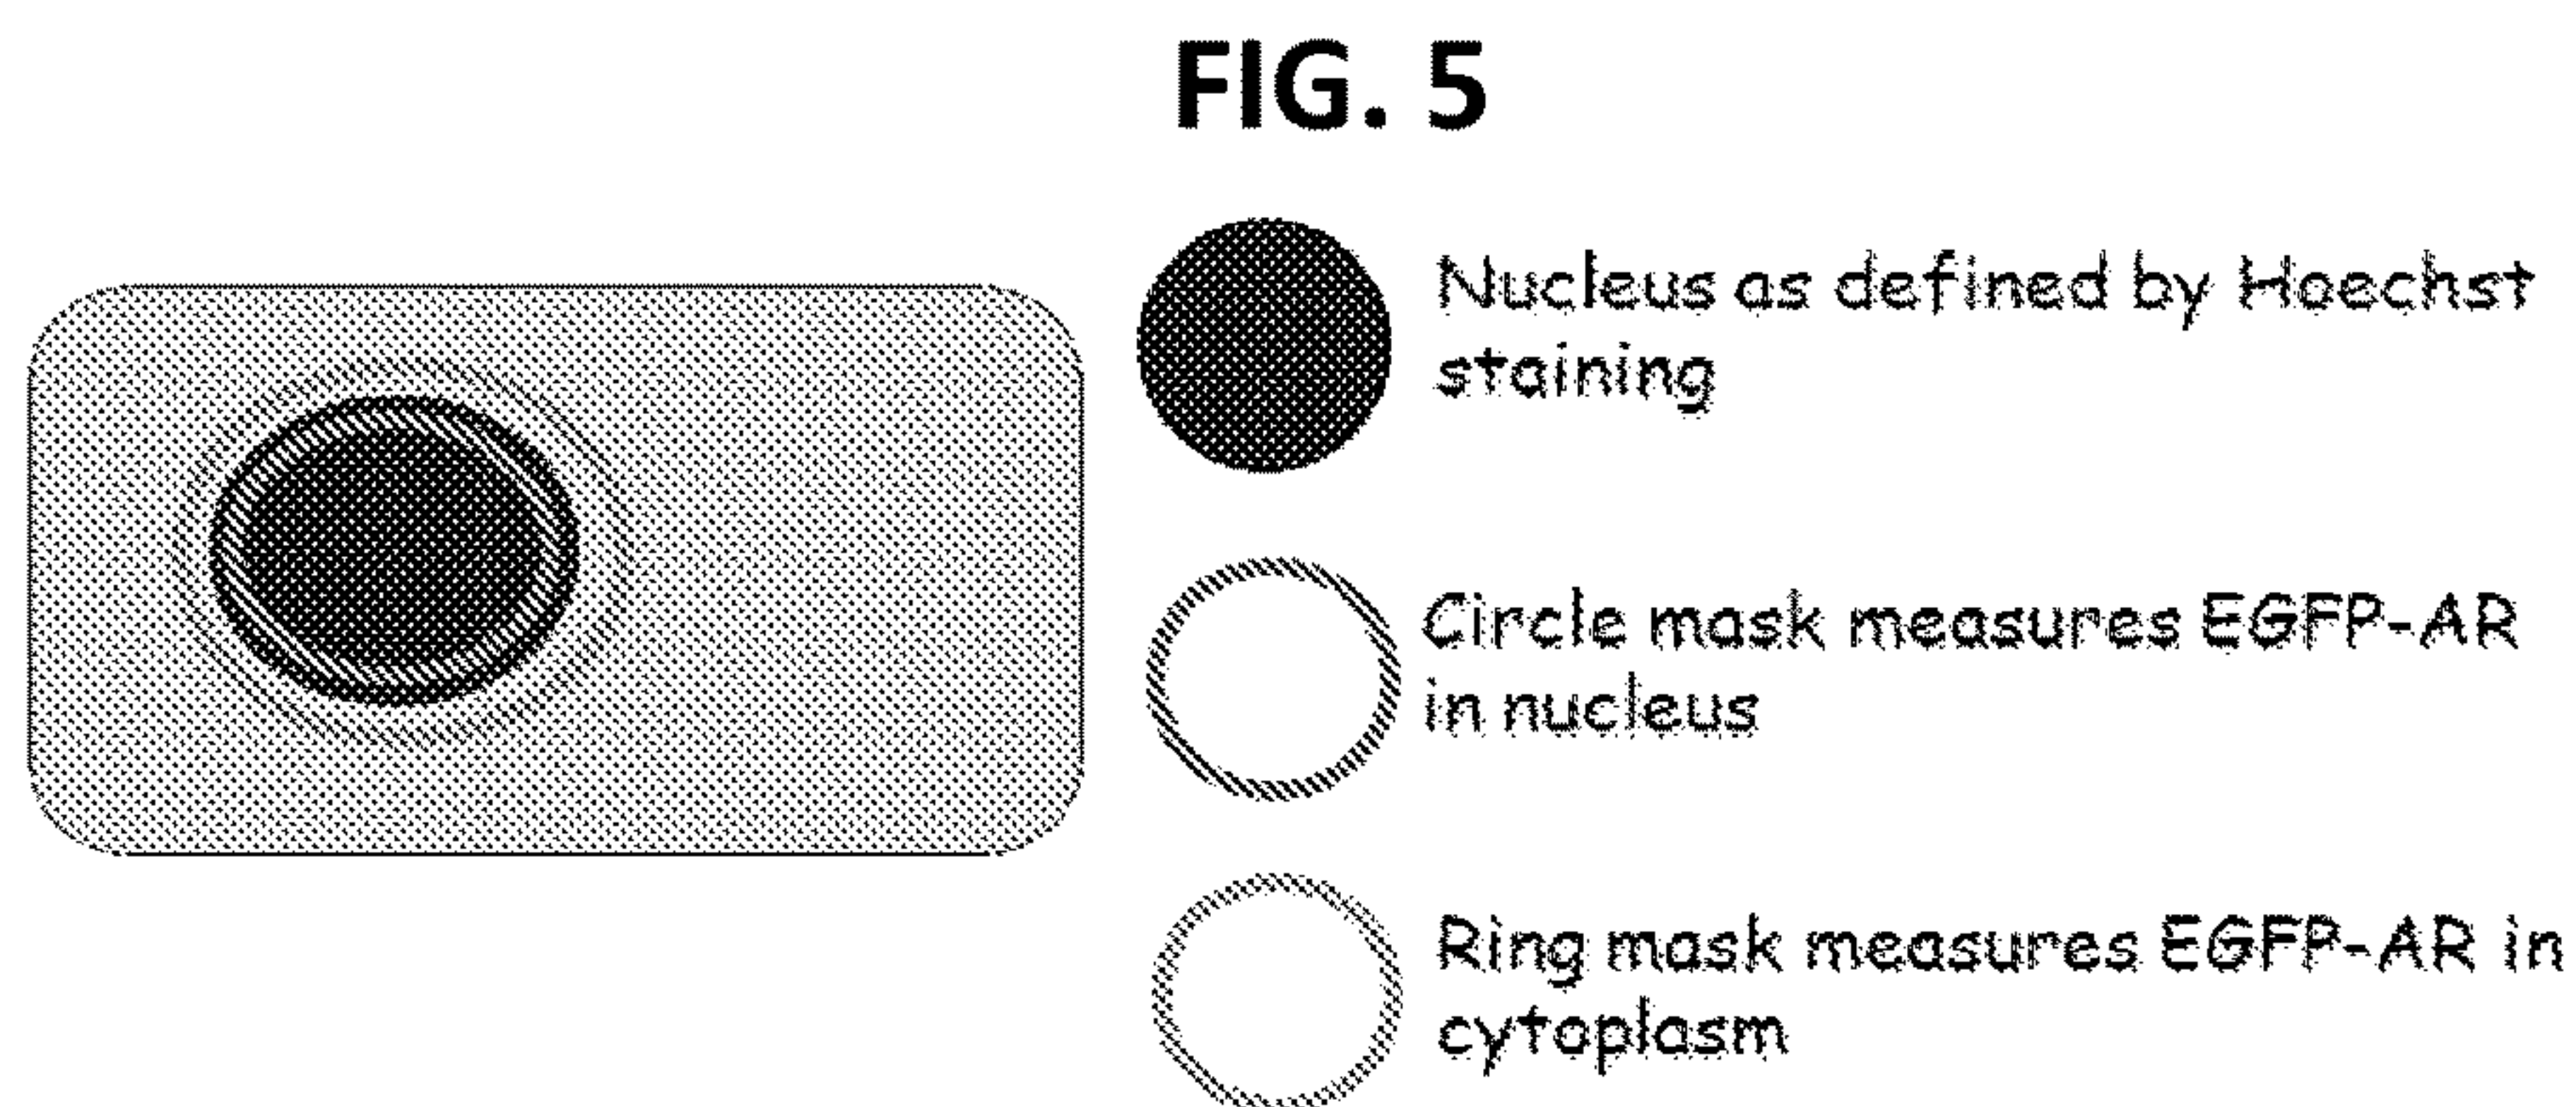 FIG. 5
Nucleus as defined by Hoechst
staining
Circle mask measures EGFP-AR
in nucleus
Ring mask measures EGFP-AR in
cytoplasm